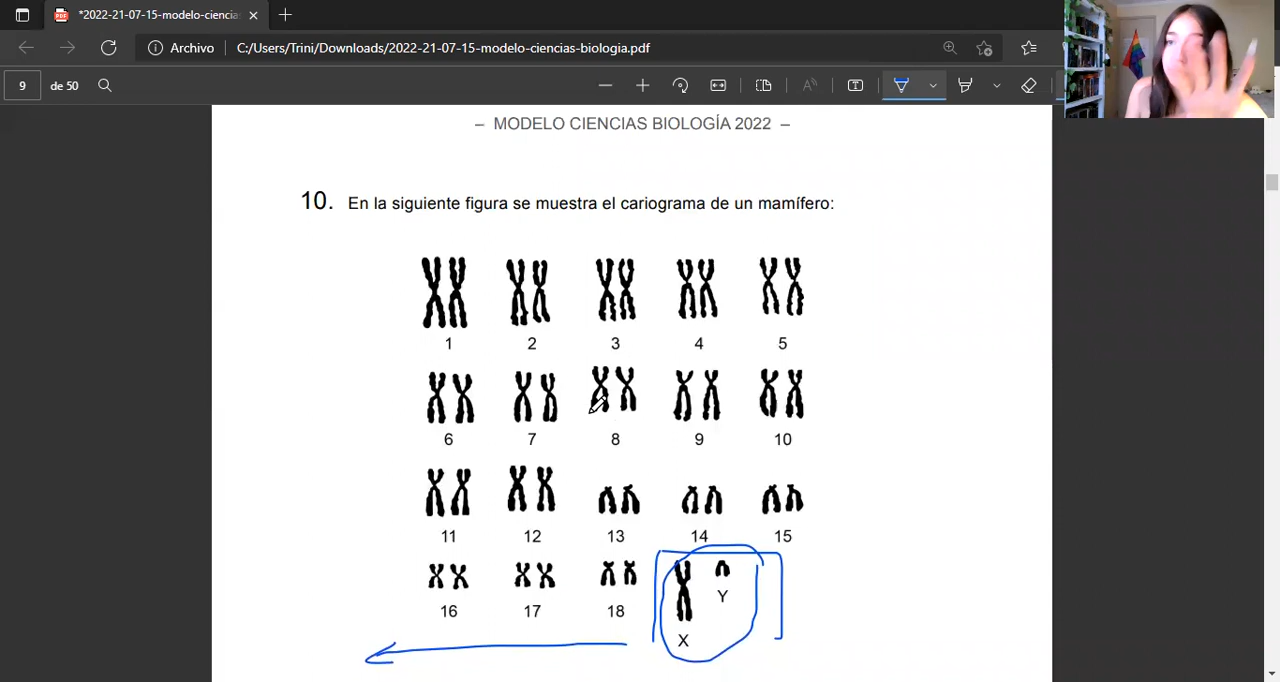 *2022-21-07-15-modelo-ciencias
Archivo C:/Users/Trini/Downloads/2022-21-07-15-modelo-ciencias-biologia.pdf
9 de 50
– MODELO CIENCIAS BIOLOGÍA 2022 –
10. En la siguiente figura se muestra el cariograma de un mamífero:
1 2 3 4 5
6 7 8 9 10
11 12 13 14 15
16 17 18 X Y